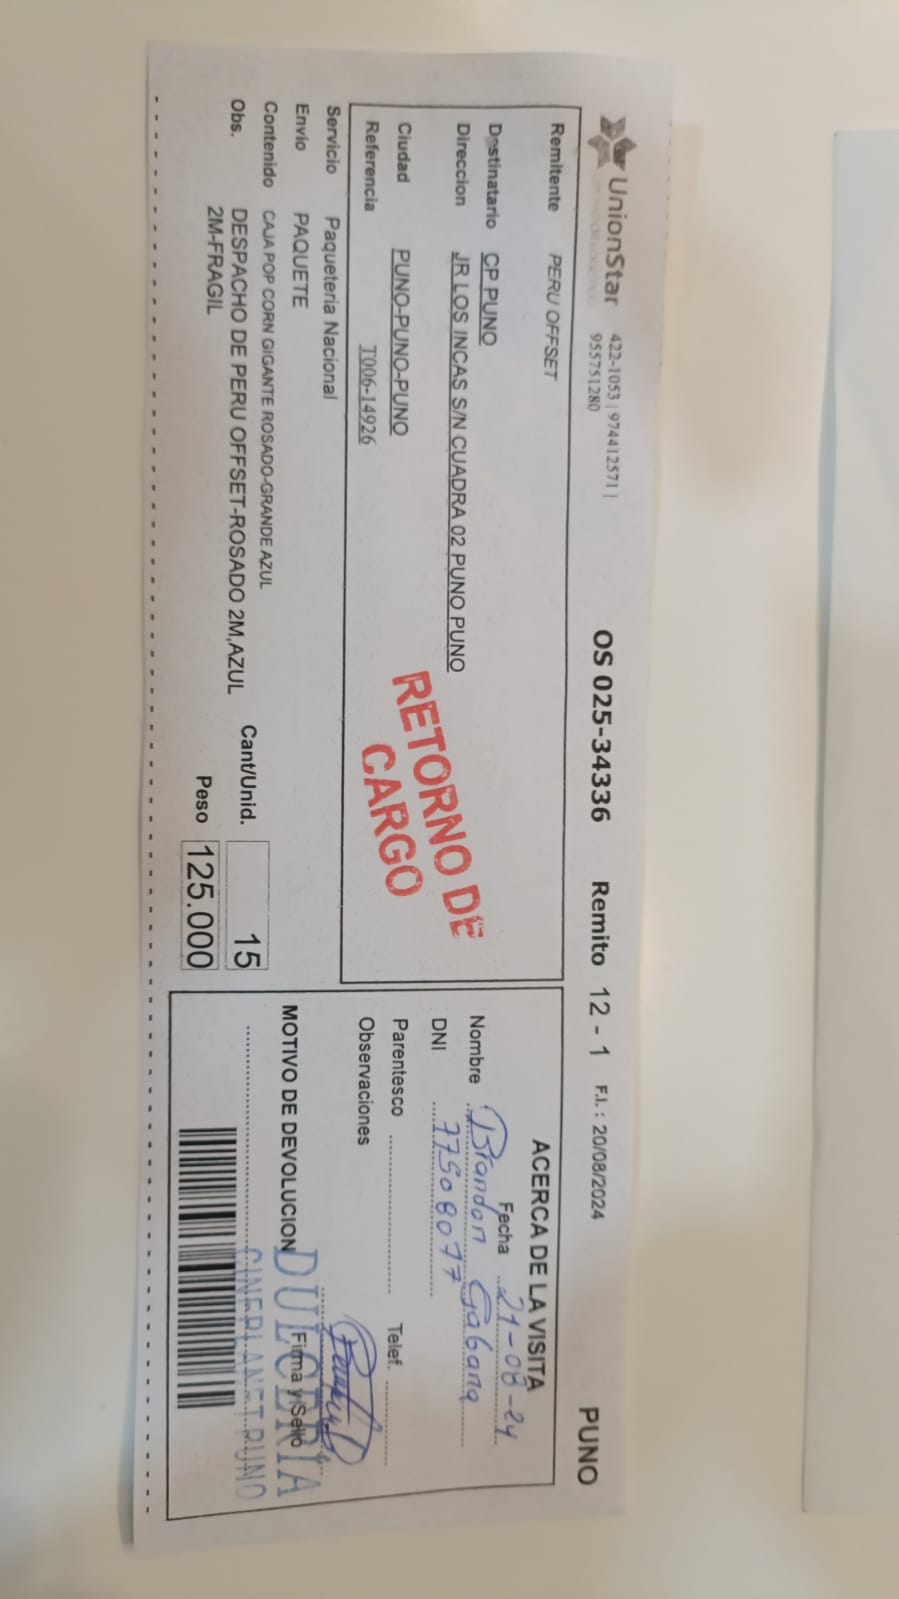 UnionStar 422-1053 | 974412571 |
955751280
OS 025-34336 Remito 12 - 1 F.I. : 20/08/2024 PUNO
Remitente PERU OFFSET
Destinatario CP PUNO
Direccion JR LOS INCAS S/N CUADRA 02 PUNO PUNO
Ciudad PUNO-PUNO-PUNO
Referencia T006-14926
RETORNO DE
CARGO
Servicio Paqueteria Nacional
Envio PAQUETE
Contenido CAJA POP CORN GIGANTE ROSADO-GRANDE AZUL
Obs. DESPACHO DE PERU OFFSET-ROSADO 2M,AZUL
2M-FRAGIL
Cant/Unid. 15
Peso 125.000
ACERCA DE LA VISITA
Fecha 21-08-24
Nombre Brandon Gabana
DNI 77508077
Parentesco Telef.
Observaciones
MOTIVO DE DEVOLUCION
Firma y Sello
DULCERIA
CINEPLANET PUNO